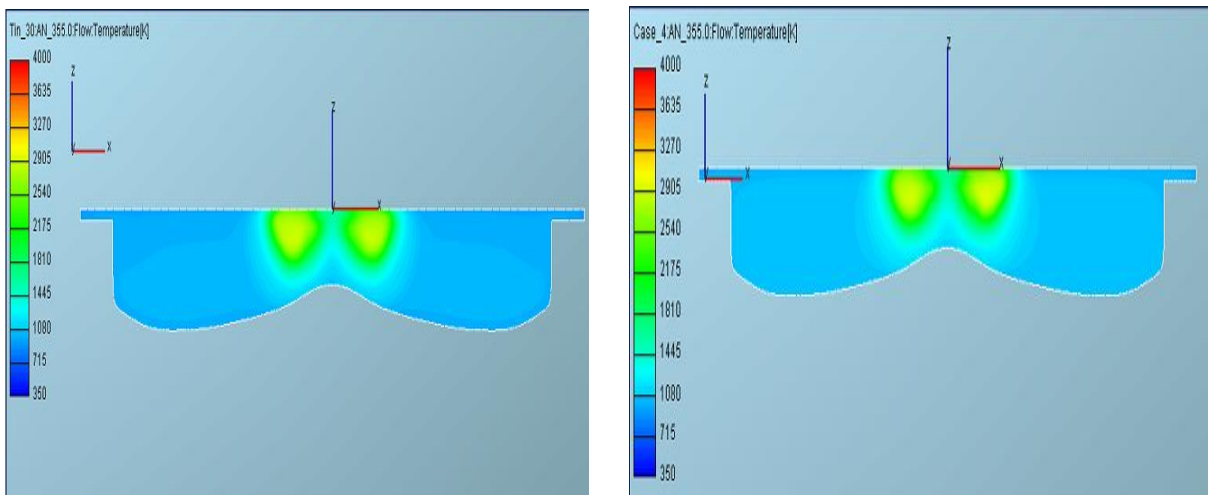 Tin_30:AN_355.0:Flow:Temperature[K]
4000
3635
3270
2905
2540
2175
1810
1445
1080
715
350
Z
X
Y
Z
X
Y
Case_4:AN_355.0:Flow:Temperature[K]
4000
3635
3270
2905
2540
2175
1810
1445
1080
715
350
Z
X
Y
Z
X
Y